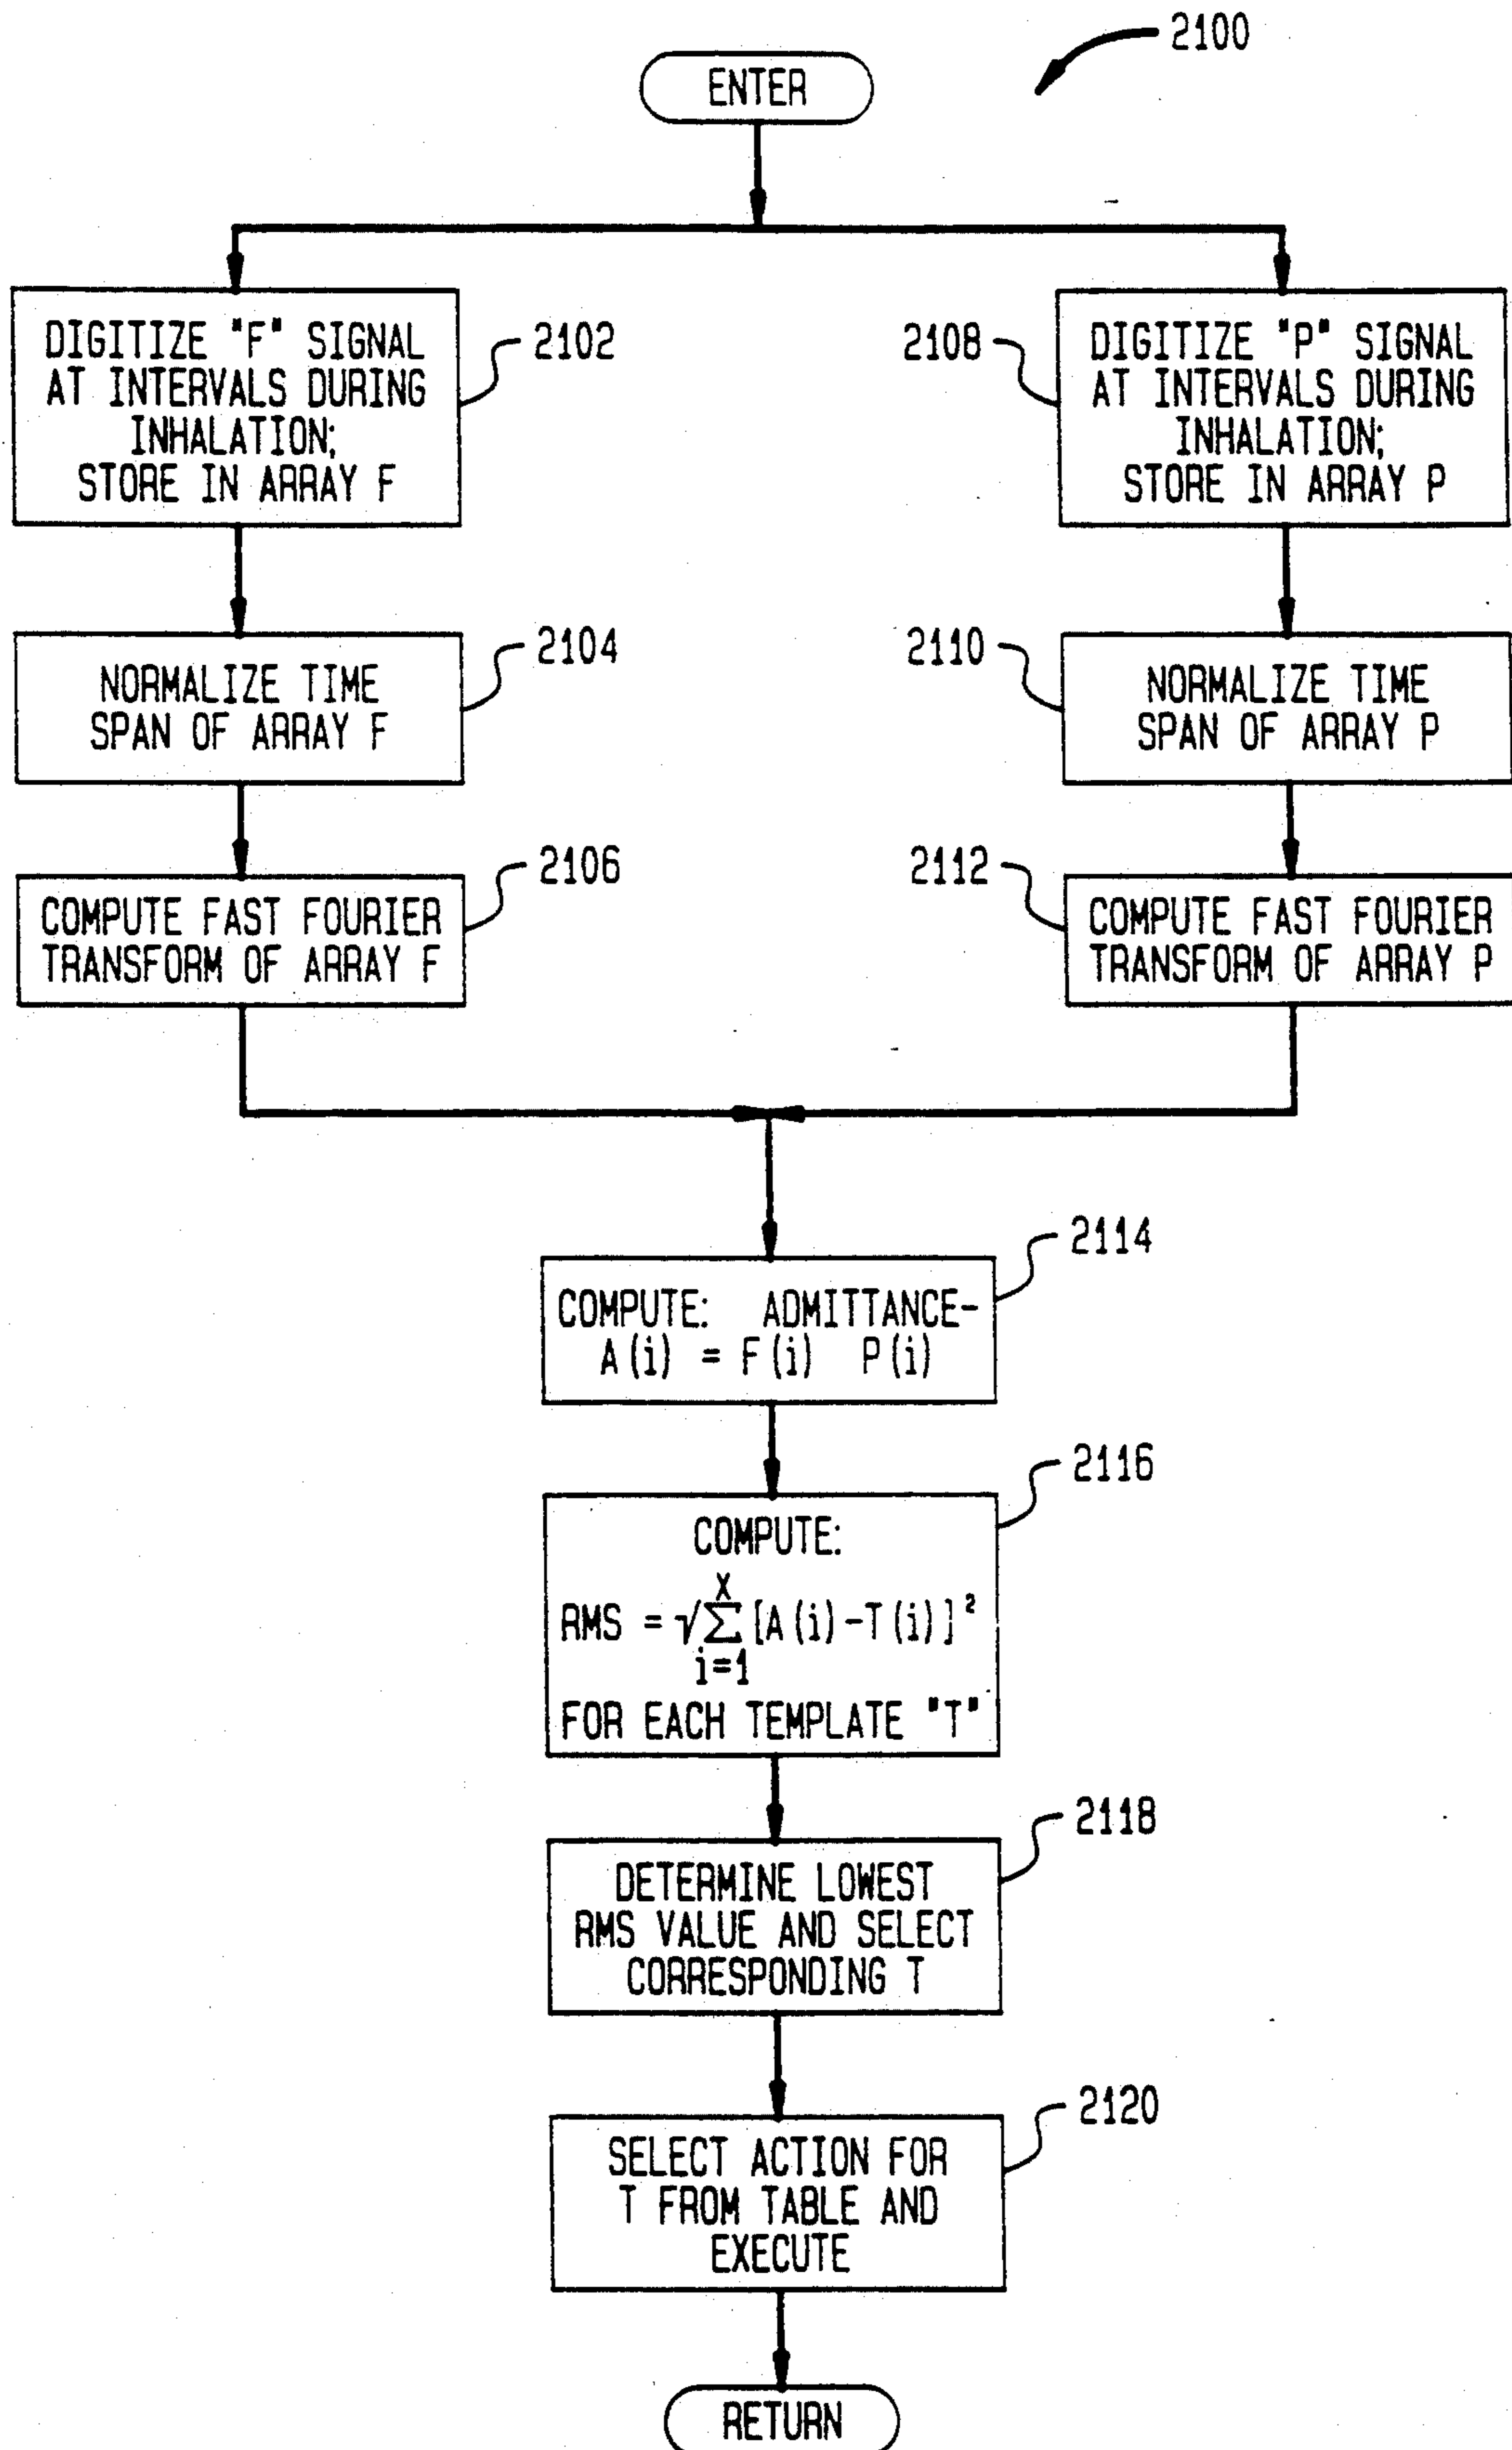 2100
ENTER
DIGITIZE "F" SIGNAL
AT INTERVALS DURING
INHALATION;
STORE IN ARRAY F
2102
2108
DIGITIZE "P" SIGNAL
AT INTERVALS DURING
INHALATION;
STORE IN ARRAY P
NORMALIZE TIME
SPAN OF ARRAY F
2104
2110
NORMALIZE TIME
SPAN OF ARRAY P
COMPUTE FAST FOURIER
TRANSFORM OF ARRAY F
2106
2112
COMPUTE FAST FOURIER
TRANSFORM OF ARRAY P
2114
COMPUTE: ADMITTANCE-
A(i) = F(i) P(i)
2116
COMPUTE:
X
RMS = √∑[A(i)-T(i)]²
i=1
FOR EACH TEMPLATE "T"
2118
DETERMINE LOWEST
RMS VALUE AND SELECT
CORRESPONDING T
2120
SELECT ACTION FOR
T FROM TABLE AND
EXECUTE
RETURN